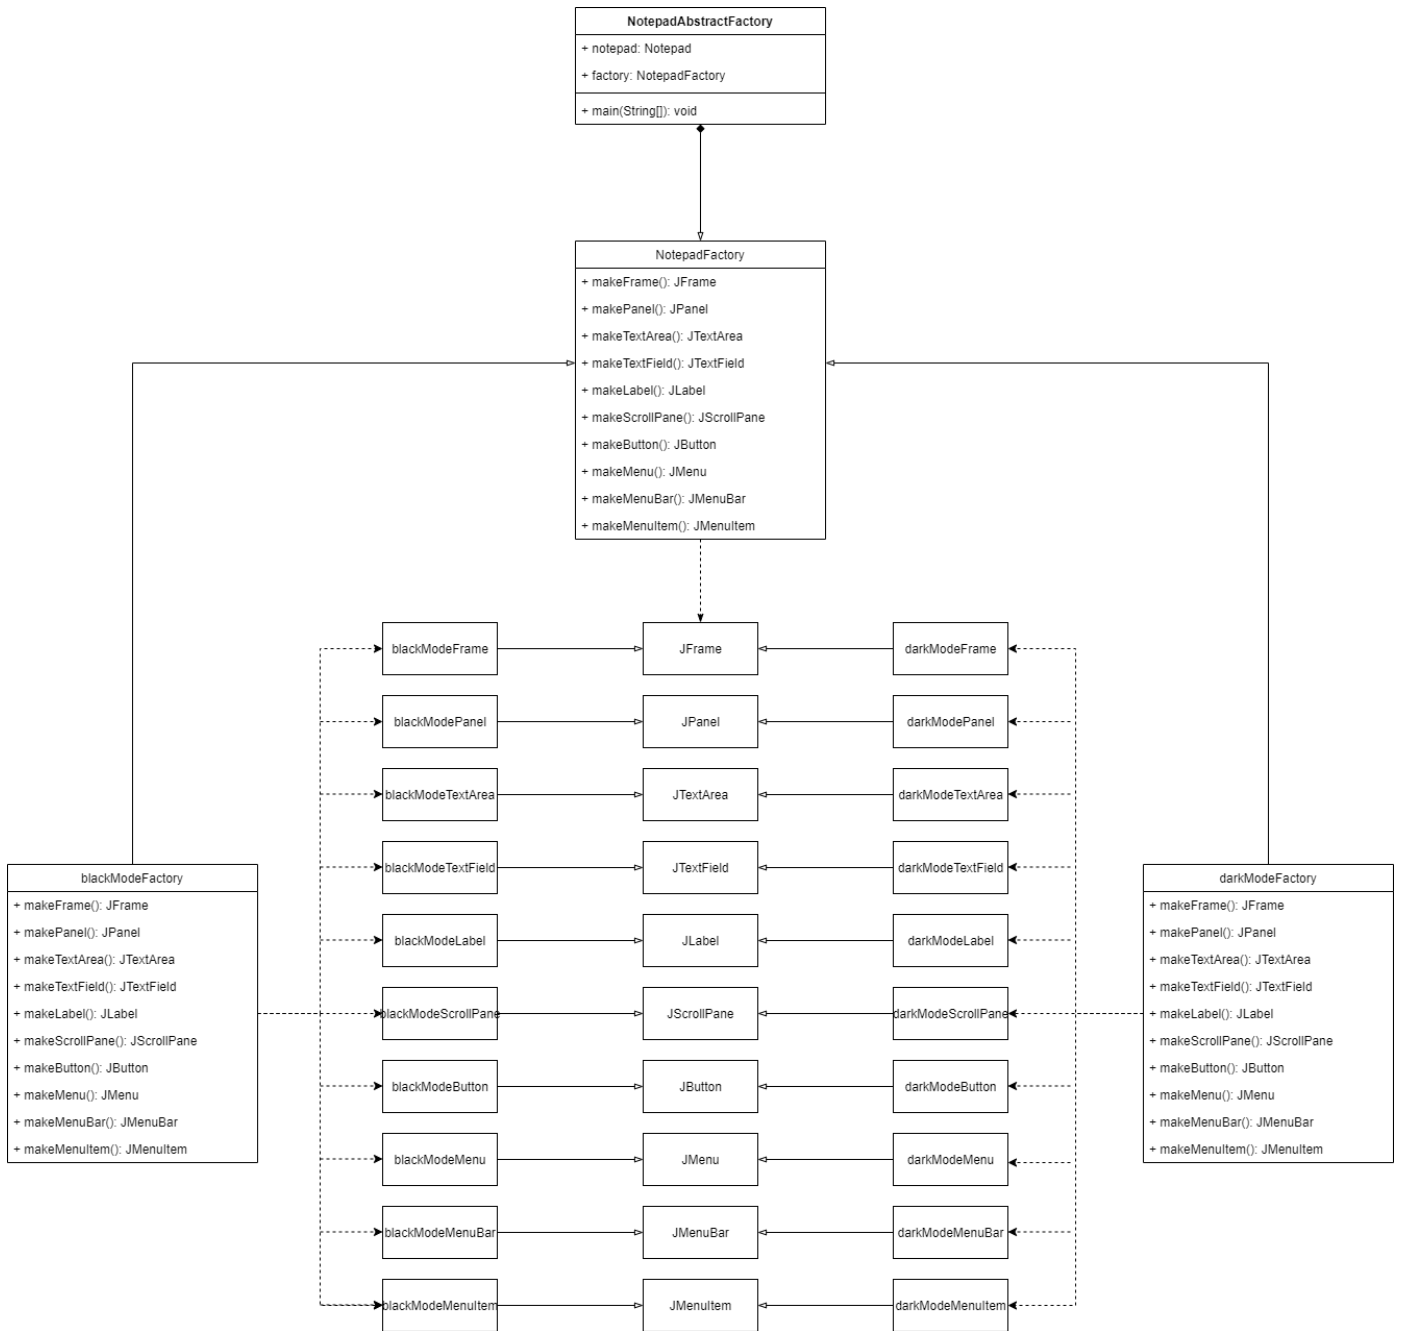 NotepadAbstractFactory
+ notepad: Notepad
+ factory: NotepadFactory
+ main(String[]): void
NotepadFactory
+ makeFrame(): JFrame
+ makePanel(): JPanel
+ makeTextArea(): JTextArea
+ makeTextField(): JTextField
+ makeLabel(): JLabel
+ makeScrollPane(): JScrollPane
+ makeButton(): JButton
+ makeMenu(): JMenu
+ makeMenuBar(): JMenuBar
+ makeMenuItem(): JMenuItem
blackModeFrame
JFrame
darkModeFrame
blackModePanel
JPanel
darkModePanel
blackModeTextArea
JTextArea
darkModeTextArea
blackModeTextField
JTextField
darkModeTextField
blackModeLabel
JLabel
darkModeLabel
blackModeScrollPane
JScrollPane
darkModeScrollPane
blackModeButton
JButton
darkModeButton
blackModeMenu
JMenu
darkModeMenu
blackModeMenuBar
JMenuBar
darkModeMenuBar
blackModeMenuItem
JMenuItem
darkModeMenuItem
blackModeFactory
+ makeFrame(): JFrame
+ makePanel(): JPanel
+ makeTextArea(): JTextArea
+ makeTextField(): JTextField
+ makeLabel(): JLabel
+ makeScrollPane(): JScrollPane
+ makeButton(): JButton
+ makeMenu(): JMenu
+ makeMenuBar(): JMenuBar
+ makeMenuItem(): JMenuItem
darkModeFactory
+ makeFrame(): JFrame
+ makePanel(): JPanel
+ makeTextArea(): JTextArea
+ makeTextField(): JTextField
+ makeLabel(): JLabel
+ makeScrollPane(): JScrollPane
+ makeButton(): JButton
+ makeMenu(): JMenu
+ makeMenuBar(): JMenuBar
+ makeMenuItem(): JMenuItem